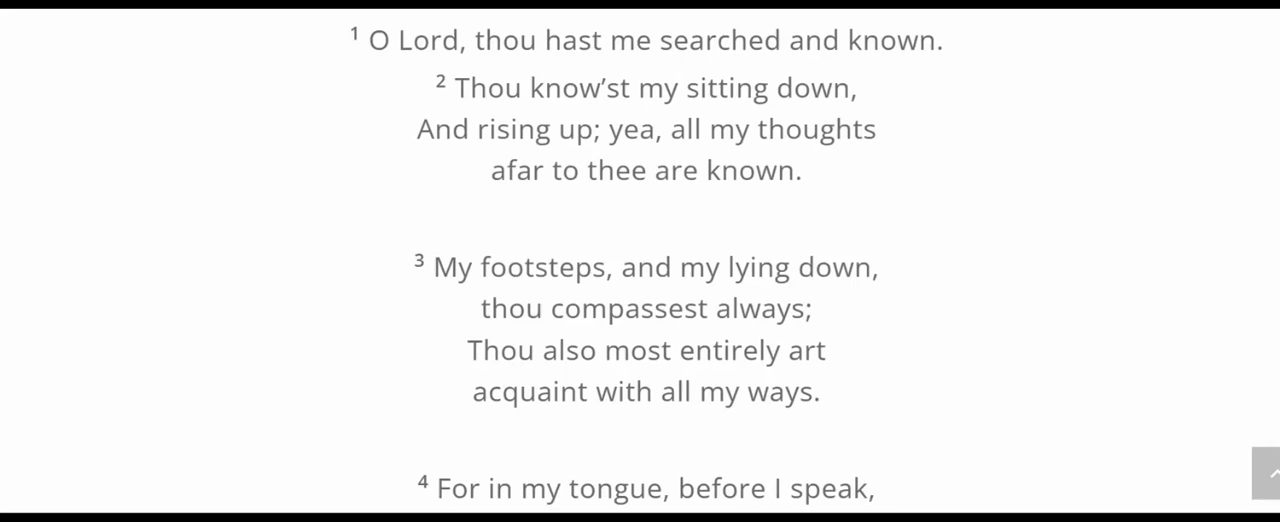 1 O Lord, thou hast me searched and known.
2 Thou know’st my sitting down,
And rising up; yea, all my thoughts
afar to thee are known.
3 My footsteps, and my lying down,
thou compassest always;
Thou also most entirely art
acquaint with all my ways.
4 For in my tongue, before I speak,